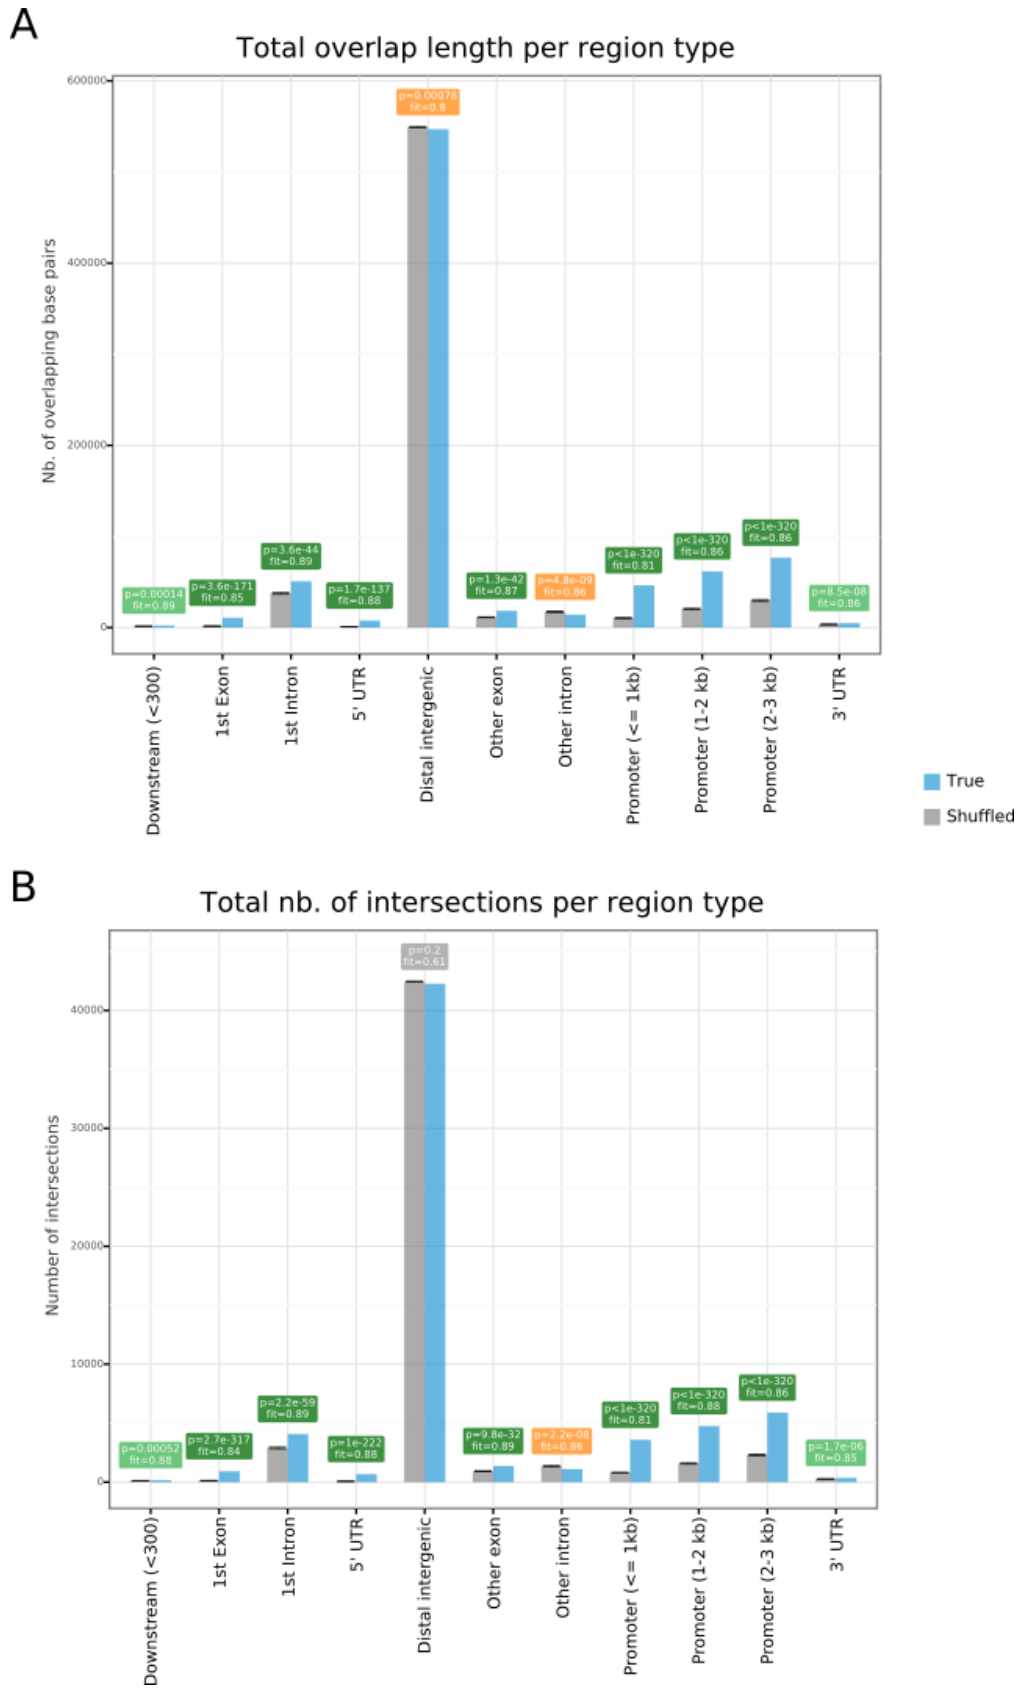 A
Total overlap length per region type
Nb. of overlapping base pairs
600000
400000
200000
0
p=0.00014
fit=0.89
p=3.6e-171
fit=0.85
p=3.6e-44
fit=0.89
p=1.7e-137
fit=0.88
p=0.00078
fit=0.8
p=1.3e-42
fit=0.87
p=4.8e-09
fit=0.86
p<1e-320
fit=0.81
p<1e-320
fit=0.86
p<1e-320
fit=0.86
p=8.5e-08
fit=0.86
Downstream (<300)
1st Exon
1st Intron
5' UTR
Distal intergenic
Other exon
Other intron
Promoter (<= 1kb)
Promoter (1-2 kb)
Promoter (2-3 kb)
3' UTR
True
Shuffled
B
Total nb. of intersections per region type
Number of intersections
40000
30000
20000
10000
0
p=0.00052
fit=0.88
p=2.7e-317
fit=0.84
p=2.2e-59
fit=0.89
p=1e-222
fit=0.88
p=0.2
fit=0.61
p=9.8e-32
fit=0.89
p=2.2e-08
fit=0.86
p<1e-320
fit=0.81
p<1e-320
fit=0.88
p<1e-320
fit=0.86
p=1.7e-06
fit=0.85
Downstream (<300)
1st Exon
1st Intron
5' UTR
Distal intergenic
Other exon
Other intron
Promoter (<= 1kb)
Promoter (1-2 kb)
Promoter (2-3 kb)
3' UTR